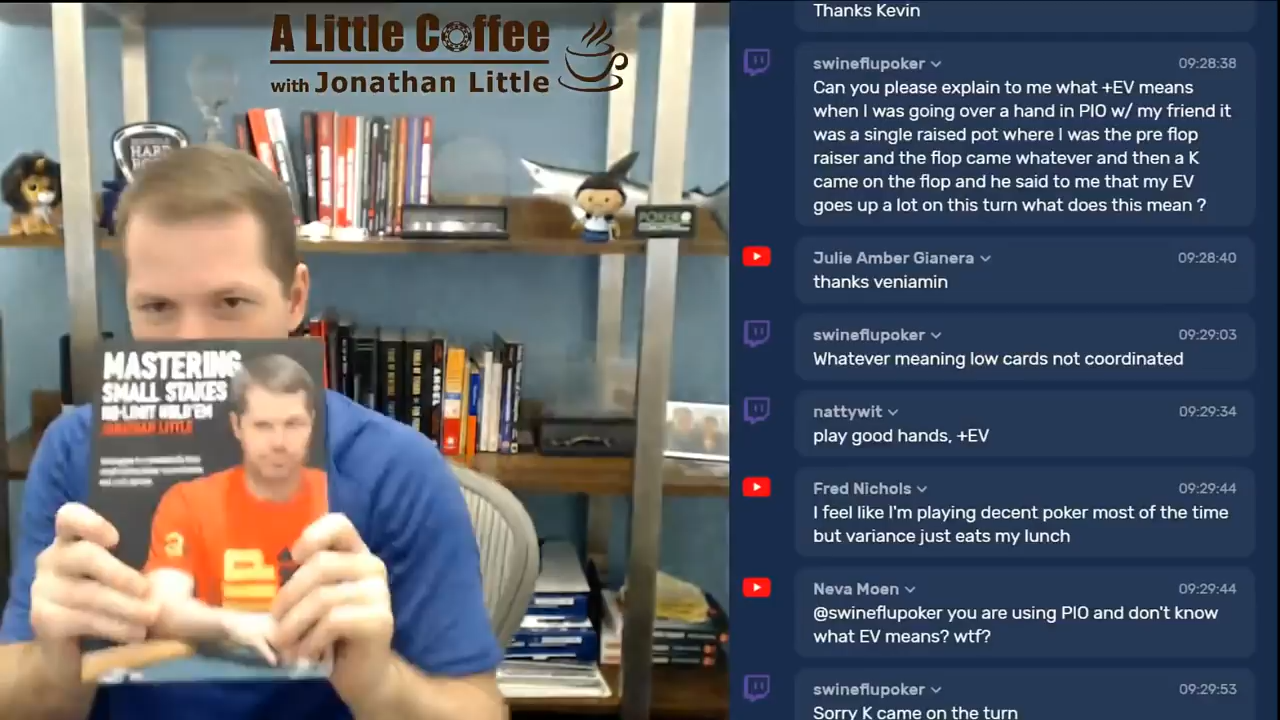 A Little Coffee
with Jonathan Little
HARD
POKER
MASTERING
SMALL STAKES
NO-LIMIT HOLD'EM
JONATHAN LITTLE
Thanks Kevin
swineflupoker 09:28:38
Can you please explain to me what +EV means
when I was going over a hand in PIO w/ my friend it
was a single raised pot where I was the pre flop
raiser and the flop came whatever and then a K
came on the flop and he said to me that my EV
goes up a lot on this turn what does this mean ?
Julie Amber Gianera 09:28:40
thanks veniamin
swineflupoker 09:29:03
Whatever meaning low cards not coordinated
nattywit 09:29:34
play good hands, +EV
Fred Nichols 09:29:44
I feel like I'm playing decent poker most of the time
but variance just eats my lunch
Neva Moen 09:29:44
@swineflupoker you are using PIO and don't know
what EV means? wtf?
swineflupoker 09:29:53
Sorry K came on the turn